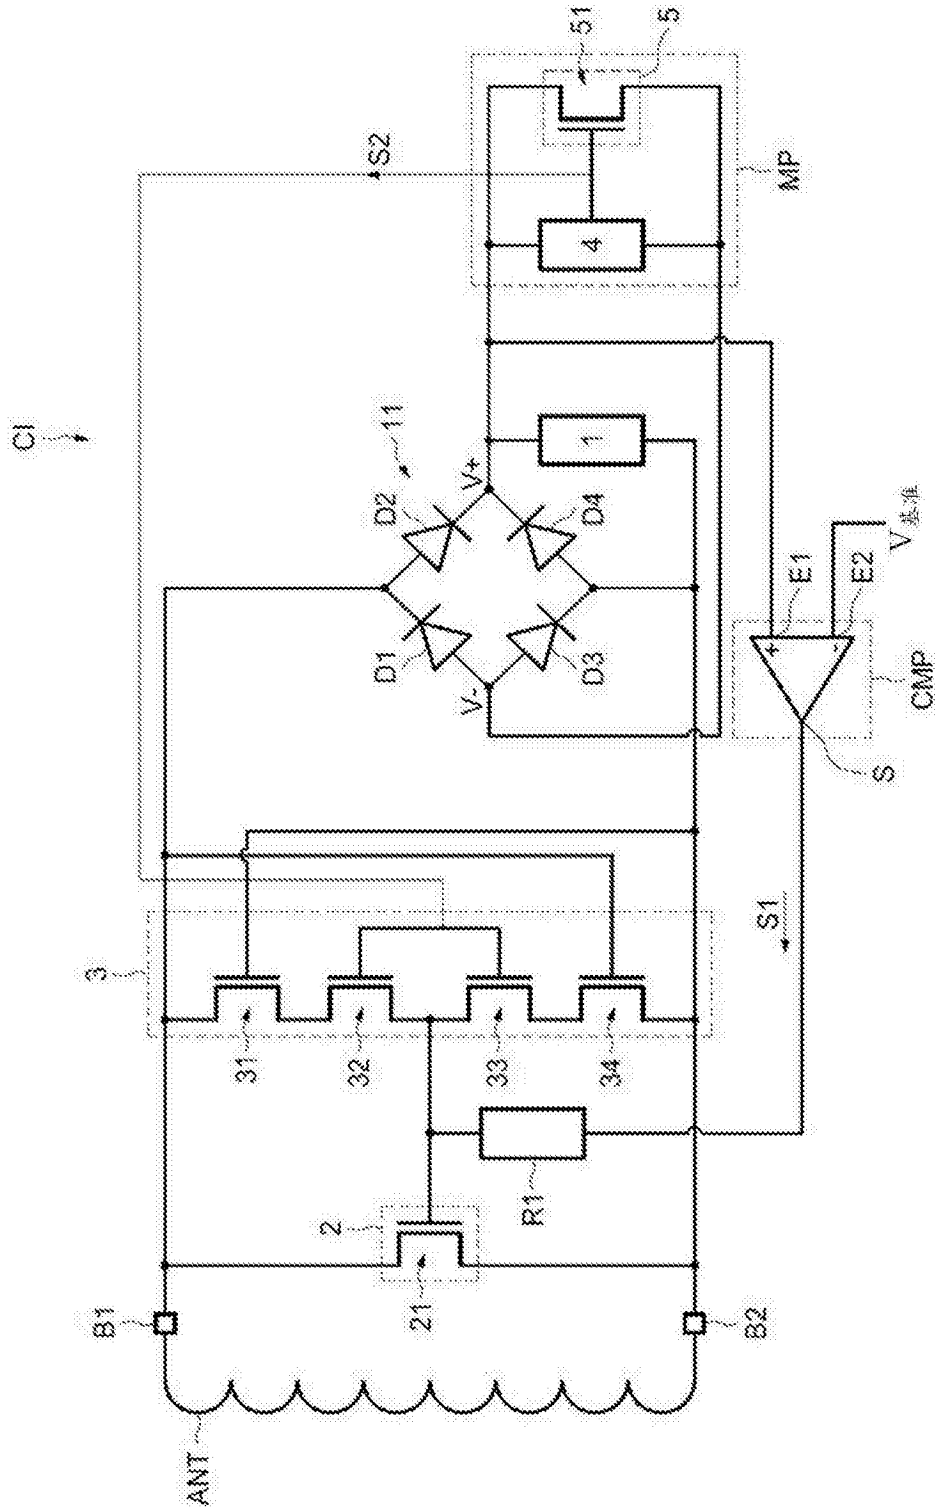 CI
S2
51
5
4
MP
11
V+
D2
D4
1
D1
D3
V-
V基准
E1
E2
+
-
CMP
S
S1
3
31
32
33
34
R1
2
21
B1
B2
ANT